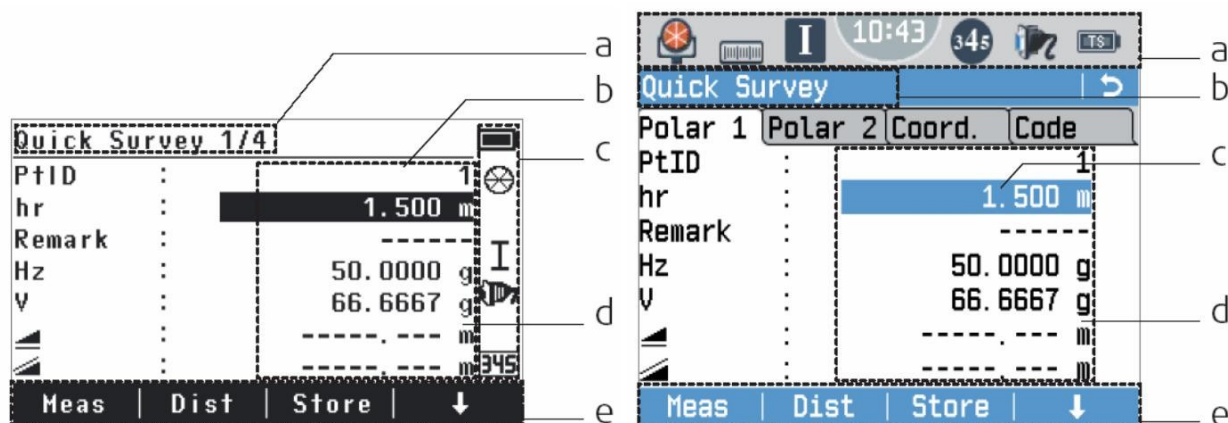 a
b
c
d
e
Quick Survey 1/4
PtID : 1
hr : 1.500 m
Remark : ------
Hz : 50.0000 g
V : 66.6667 g
: -----.--- m
: -----.--- m
I
345
Meas | Dist | Store | ↓
a
b
c
d
e
I 10:43 345 TS
Quick Survey
Polar 1 Polar 2 Coord. Code
PtID : 1
hr : 1.500 m
Remark : ------
Hz : 50.0000 g
V : 66.6667 g
: -----.--- m
: -----.--- m
Meas | Dist | Store | ↓